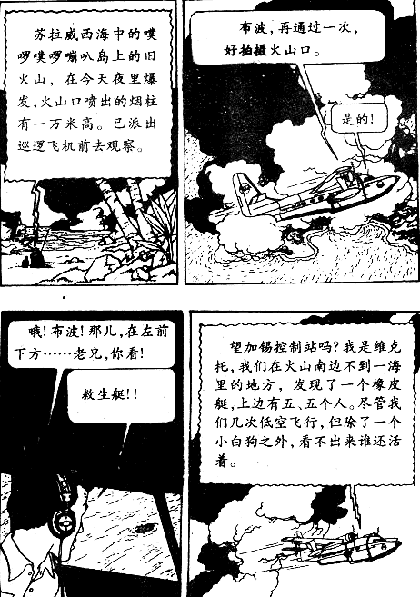 苏拉威西海中的噗
啰噗啰嘣叭岛上的旧
火山，在今天夜里爆
发，火山口喷出的烟柱
有一万米高。已派出
巡逻飞机前去观察。
布波，再通过一次，
好拍摄火山口。
是的！
哦！布波！那儿，在左前
下方……老兄，你看！
救生艇！！
望加锡控制站吗？我是维克
托，我们在火山南边不到一海
里的地方，发现了一个橡皮
艇，上边有五、五个人。尽管我
们几次低空飞行，但除了一个
小白狗之外，看不出来谁还活
着。